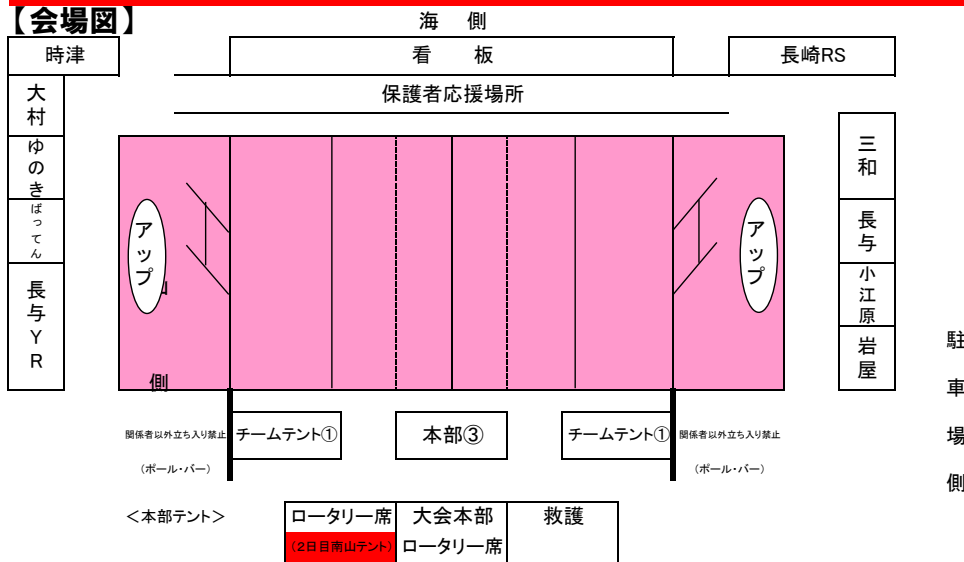 【会場図】
海　側
時津
看　板
長崎RS
保護者応援場所
大村
ゆのき
ばってん
長与YR
三和
長与
小江原
岩屋
アップ
アップ
側
駐車場側
関係者以外立ち入り禁止
(ポール・バー)
チームテント①
本部③
チームテント①
関係者以外立ち入り禁止
(ポール・バー)
＜本部テント＞
ロータリー席
大会本部
救護
(2日目南山テント)
ロータリー席